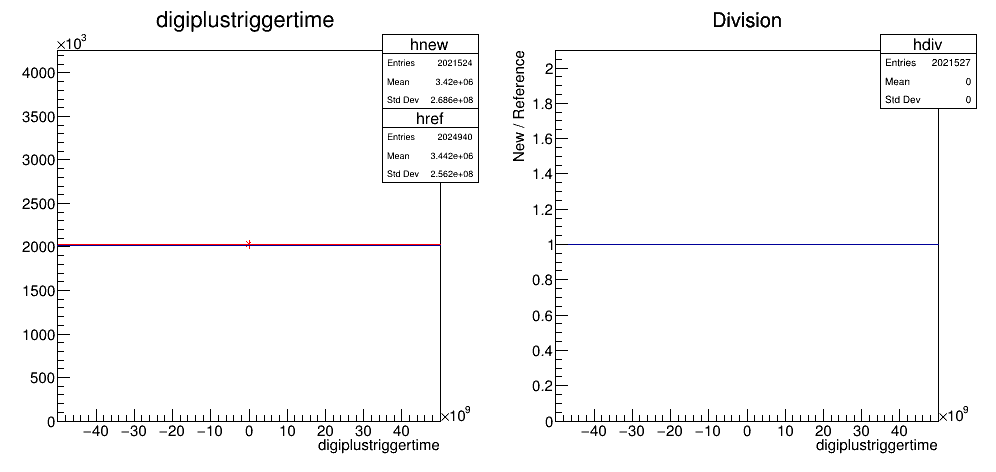 digiplustriggertime
×10³
4000
3500
3000
2500
2000
1500
1000
500
0
−40 −30 −20 −10 0 10 20 30 40
×10⁹
digiplustriggertime
hnew
Entries 2021524
Mean 3.42e+06
Std Dev 2.686e+08
href
Entries 2024940
Mean 3.442e+06
Std Dev 2.562e+08
Division
New / Reference
2
1.8
1.6
1.4
1.2
1
0.8
0.6
0.4
0.2
0
−40 −30 −20 −10 0 10 20 30 40
×10⁹
digiplustriggertime
hdiv
Entries 2021527
Mean 0
Std Dev 0